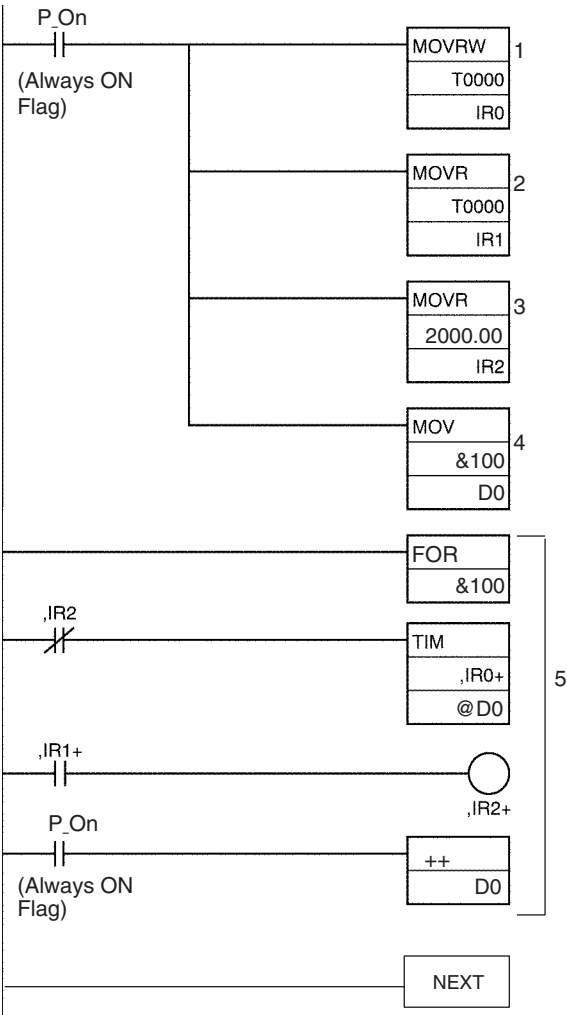 P_On
(Always ON
Flag)
MOVRW
T0000
IR0
1
MOVR
T0000
IR1
2
MOVR
2000.00
IR2
3
MOV
&100
D0
4
FOR
&100
,IR2
TIM
,IR0+
@D0
5
,IR1+
,IR2+
P_On
(Always ON
Flag)
++
D0
NEXT